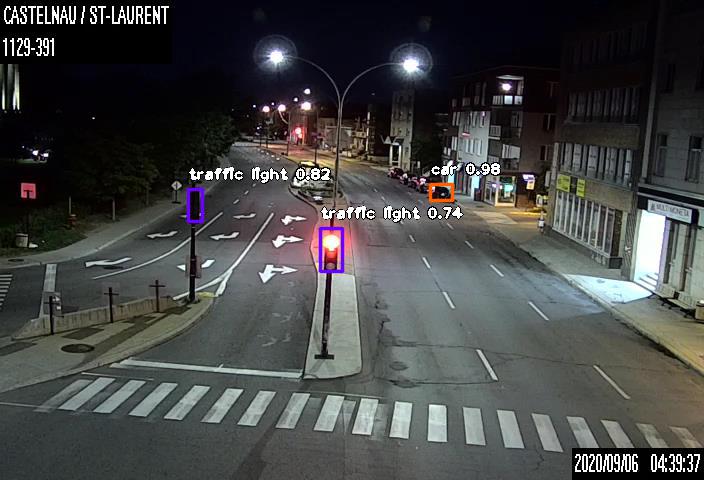 CASTELNAU / ST-LAURENT
1129-391
car 0.98
traffic light 0.82
traffic light 0.74
2020/09/06 04:39:37